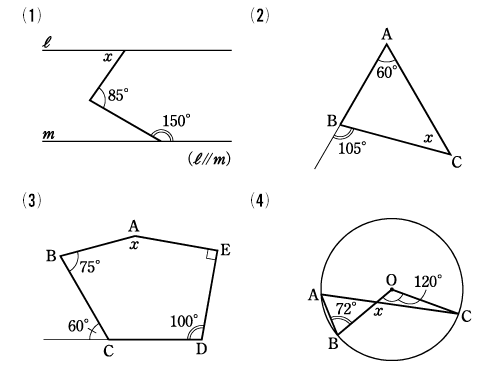 (1)
ℓ
x
85°
150°
m
(ℓ//m)
(2)
A
60°
B
105°
x
C
(3)
A
x
B
75°
E
60°
100°
C
D
(4)
O
120°
A
72°
x
C
B